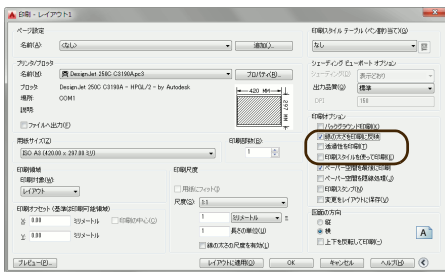 印刷 - レイアウト1
ページ設定
名前(A): <なし> 追加(.)...
プリンタ/プロッタ
名前(M): DesignJet 250C C3190A.pc3 プロパティ(R)...
プロッタ: DesignJet 250C C3190A - HPGL/2 - by Autodesk
場所: COM1
説明:
ファイルへ出力(F)
420 MM
297 MM
用紙サイズ(Z)
ISO A3 (420.00 x 297.00 ミリ)
印刷部数(B)
1
印刷領域
印刷対象(W):
レイアウト
印刷オフセット (基準は印刷可能領域)
X: 0.00 ミリメートル 印刷の中心(C)
Y: 0.00 ミリメートル
印刷尺度
用紙にフィット(I)
尺度(S): 1:1
1 ミリメートル =
1 長さの単位(U)
線の太さの尺度を有効(L)
印刷スタイル テーブル (ペン割り当て)(G)
なし
シェーディング ビューポート オプション
シェーディング(D) 表示どおり
出力品質(Q) 標準
DPI 150
印刷オプション
バックグラウンド印刷(K)
線の太さを印刷に反映
透過性を印刷(T)
印刷スタイルを使って印刷(E)
ペーパー空間を最後に印刷
ペーパー空間を隠線処理(J)
印刷スタンプ(N)
変更をレイアウトに保存(V)
図面の方向
縦
横
上下を反転して印刷(-)
A
プレビュー(P)... レイアウトに適用(O) OK キャンセル ヘルプ(H)